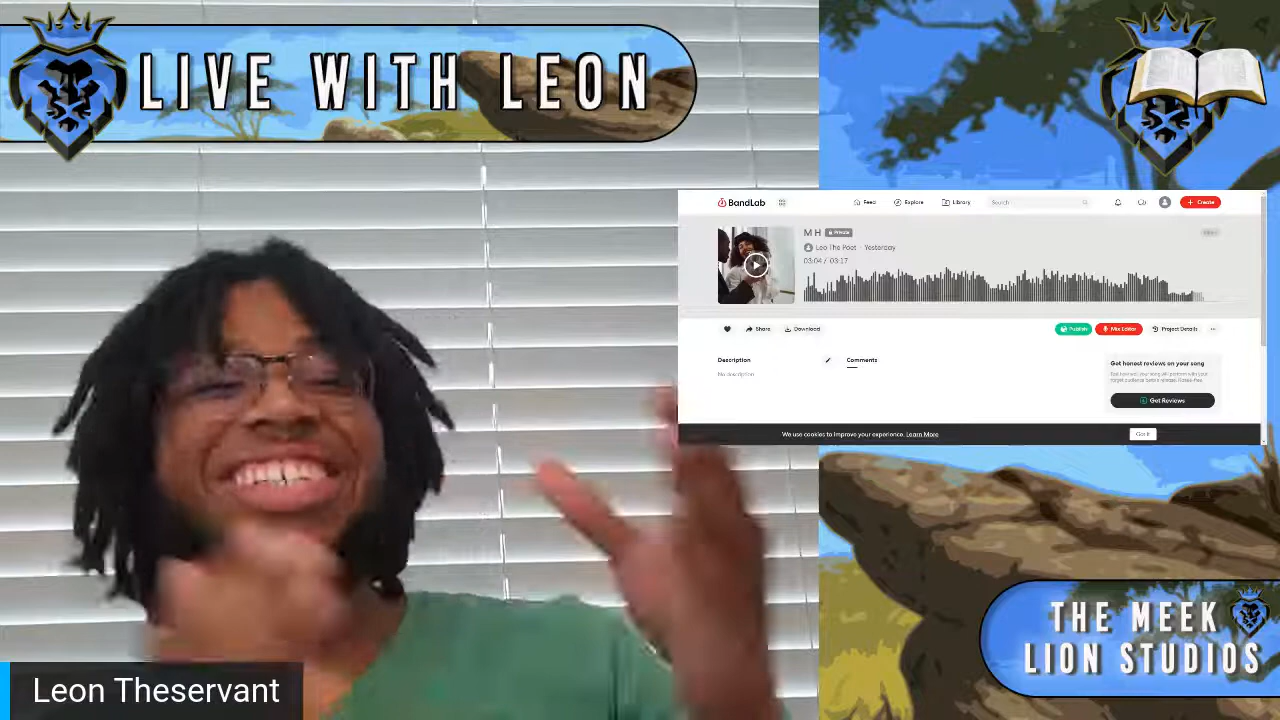 LIVE WITH LEON
BandLab
Feed
Explore
Library
Search
Create
M H
Private
Leo The Poet · Yesterday
03:04 / 03:17
Share
Download
Publish
Mix Editor
Project Details
Description
No description
Comments
Get honest reviews on your song
Get Reviews
We use cookies to improve your experience. Learn More
Got it
THE MEEK
LION STUDIOS
Leon Theservant